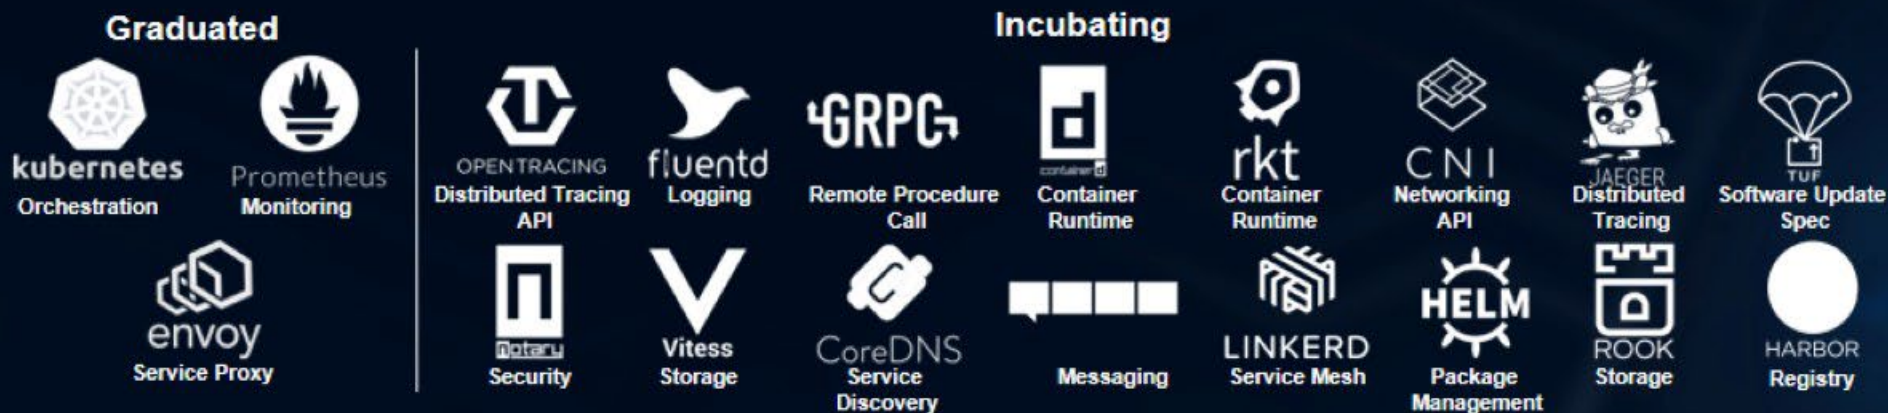 Graduated
Incubating
kubernetes
Orchestration
Prometheus
Monitoring
envoy
Service Proxy
OPENTRACING
Distributed Tracing
API
fluentd
Logging
GRPC
Remote Procedure
Call
containerd
Container
Runtime
rkt
Container
Runtime
CNI
Networking
API
JAEGER
Distributed
Tracing
TUF
Software Update
Spec
notary
Security
Vitess
Storage
CoreDNS
Service
Discovery
Messaging
LINKERD
Service Mesh
HELM
Package
Management
ROOK
Storage
HARBOR
Registry